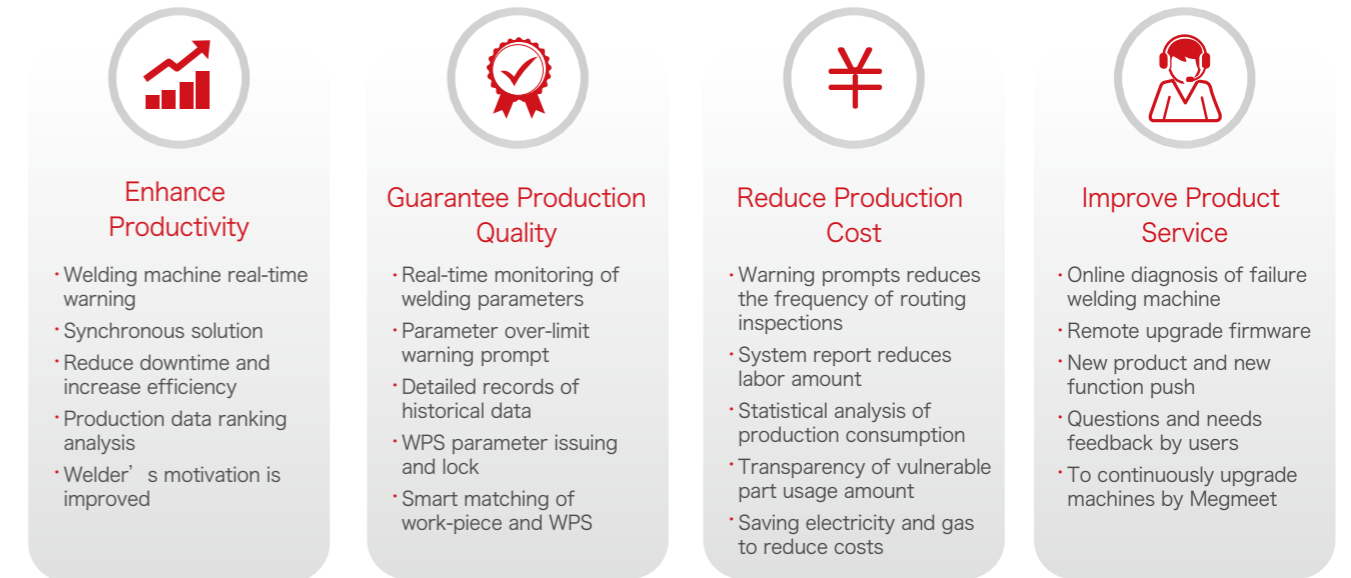 Enhance
Productivity
· Welding machine real-time
warning
· Synchronous solution
· Reduce downtime and
increase efficiency
· Production data ranking
analysis
· Welder’s motivation is
improved
Guarantee Production
Quality
· Real-time monitoring of
welding parameters
· Parameter over-limit
warning prompt
· Detailed records of
historical data
· WPS parameter issuing
and lock
· Smart matching of
work-piece and WPS
Reduce Production
Cost
· Warning prompts reduces
the frequency of routing
inspections
· System report reduces
labor amount
· Statistical analysis of
production consumption
· Transparency of vulnerable
part usage amount
· Saving electricity and gas
to reduce costs
Improve Product
Service
· Online diagnosis of failure
welding machine
· Remote upgrade firmware
· New product and new
function push
· Questions and needs
feedback by users
· To continuously upgrade
machines by Megmeet